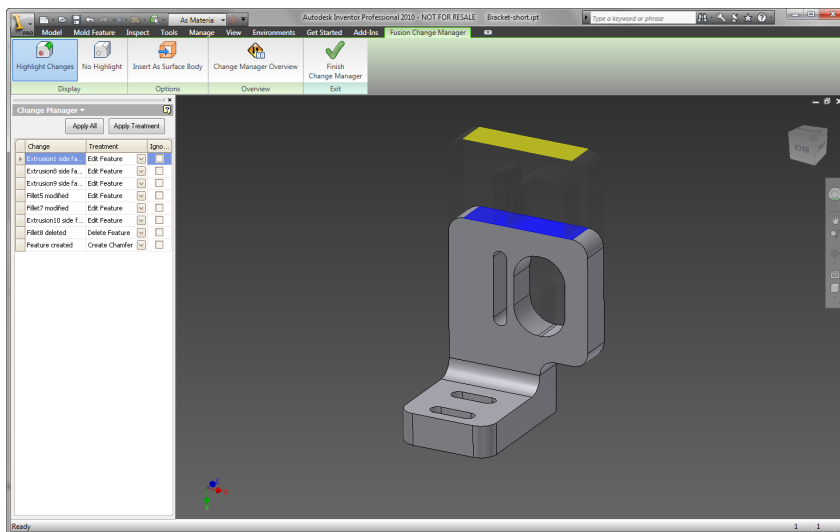 As Materia
Autodesk Inventor Professional 2010 - NOT FOR RESALE Bracket-short.ipt
Type a keyword or phrase
PRO
Model Mold Feature Inspect Tools Manage View Environments Get Started Add-Ins Fusion Change Manager
Highlight Changes No Highlight Insert As Surface Body Change Manager Overview Finish
Change Manager
Display Options Overview Exit
Change Manager
Apply All Apply Treatment
Change Treatment Igno...
Extrusion1 side fa... Edit Feature
Extrusion8 side fa... Edit Feature
Extrusion9 side fa... Edit Feature
Fillet5 modified Edit Feature
Fillet7 modified Edit Feature
Extrusion10 side f... Edit Feature
Fillet8 deleted Delete Feature
Feature created Create Chamfer
BACK
Z
X
Y
Ready 1 1